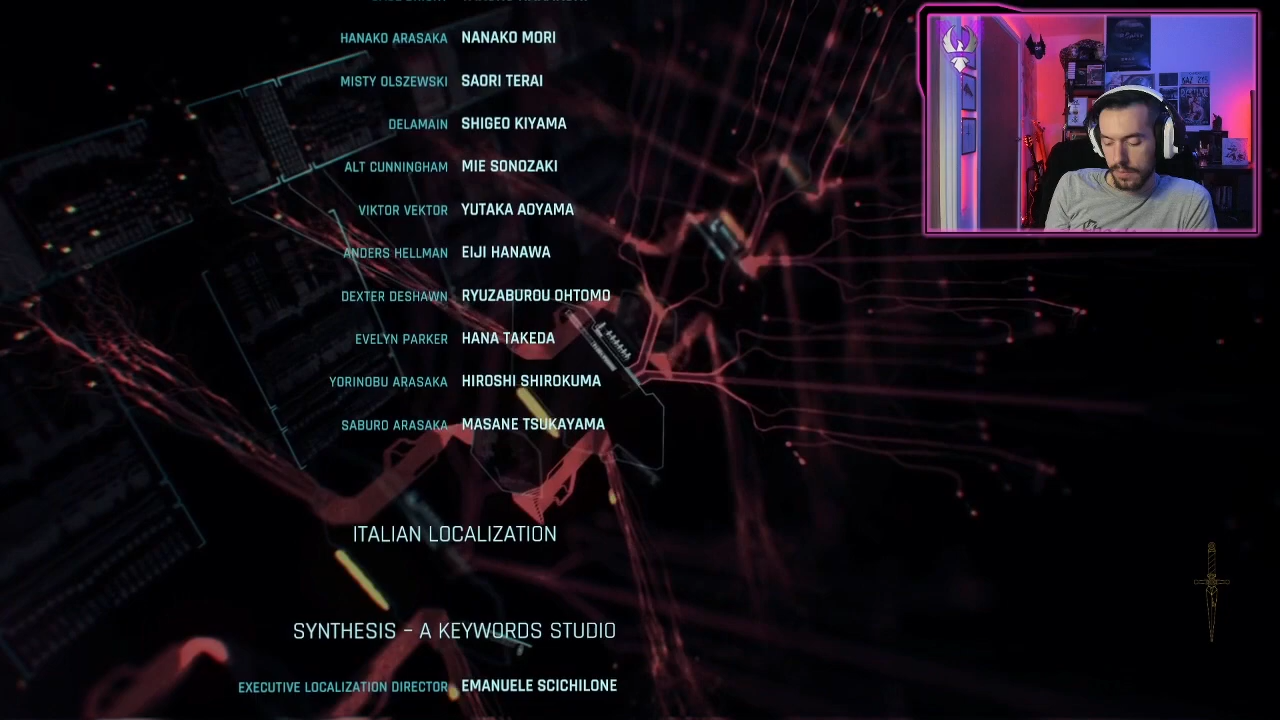 HANAKO ARASAKA NANAKO MORI
MISTY OLSZEWSKI SAORI TERAI
DELAMAIN SHIGEO KIYAMA
ALT CUNNINGHAM MIE SONOZAKI
VIKTOR VEKTOR YUTAKA AOYAMA
ANDERS HELLMAN EIJI HANAWA
DEXTER DESHAWN RYUZABUROU OHTOMO
EVELYN PARKER HANA TAKEDA
YORINOBU ARASAKA HIROSHI SHIROKUMA
SABURO ARASAKA MASANE TSUKAYAMA
ITALIAN LOCALIZATION
SYNTHESIS – A KEYWORDS STUDIO
EXECUTIVE LOCALIZATION DIRECTOR EMANUELE SCICHILONE